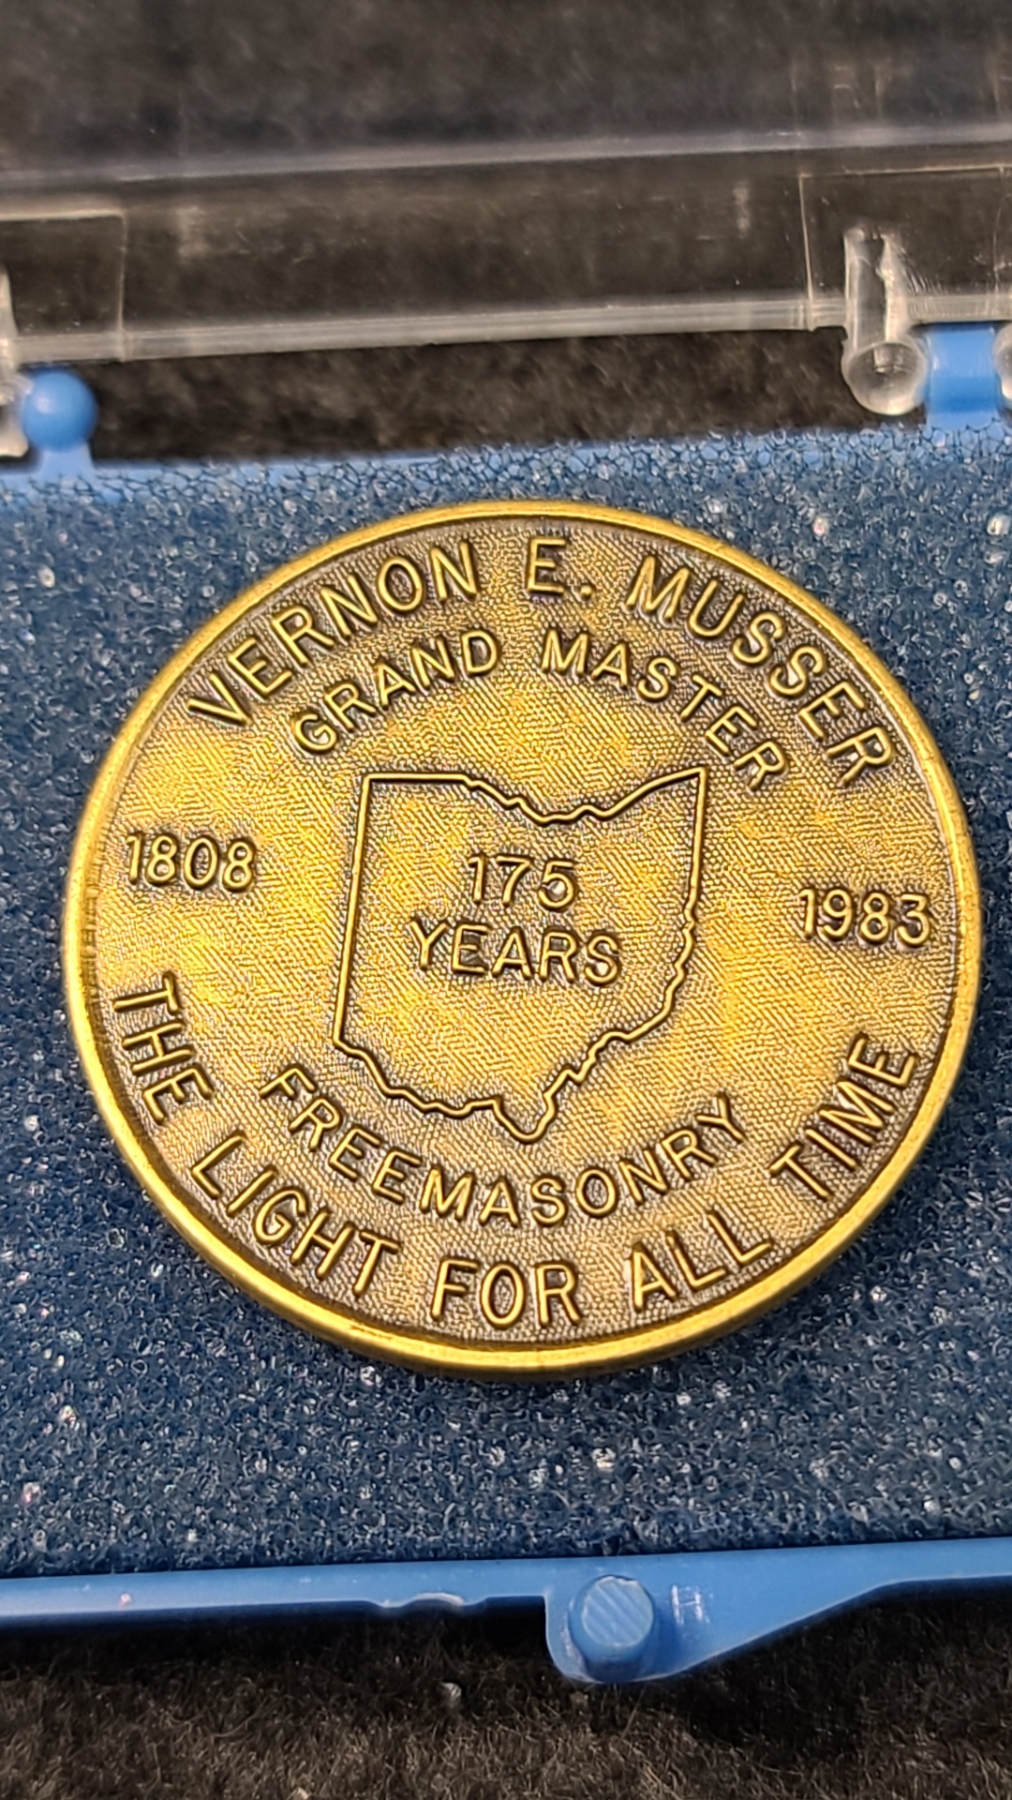 VERNON E. MUSSER
GRAND MASTER
1808
175
YEARS
1983
FREEMASONRY
THE LIGHT FOR ALL TIME